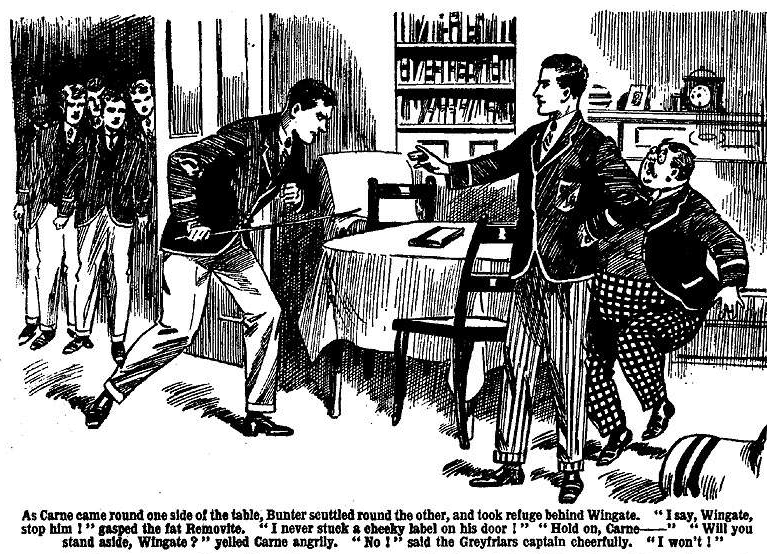 As Carne came round one side of the table, Bunter scuttled round the other, and took refuge behind Wingate. “I say, Wingate,
stop him !” gasped the fat Removite. “I never stuck a cheeky label on his door !” “Hold on, Carne——” “Will you
stand aside, Wingate ?” yelled Carne angrily. “No !” said the Greyfriars captain cheerfully. “I won’t !”